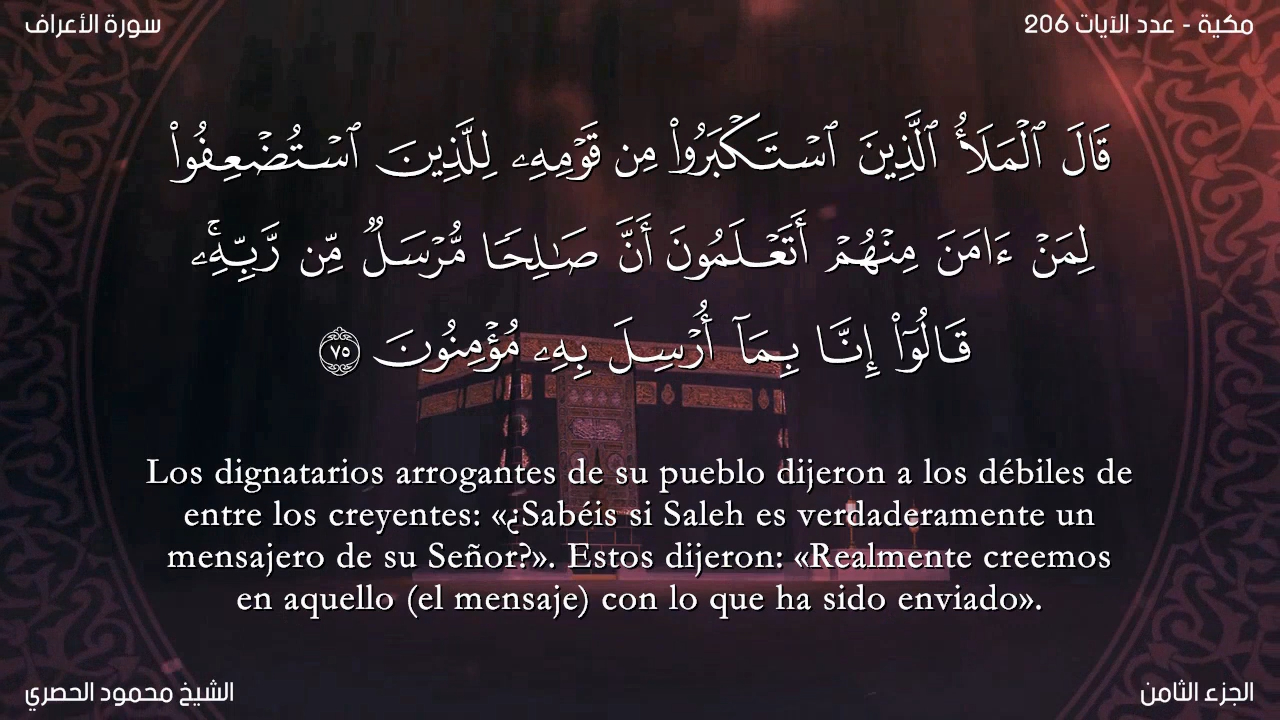 سورة الأعراف
مكية - عدد الآيات 206
قَالَ ٱلْمَلَأُ ٱلَّذِينَ ٱسْتَكْبَرُوا۟ مِن قَوْمِهِۦ لِلَّذِينَ ٱسْتُضْعِفُوا۟
لِمَنْ ءَامَنَ مِنْهُمْ أَتَعْلَمُونَ أَنَّ صَـٰلِحًا مُّرْسَلٌ مِّن رَّبِّهِۦ ۚ
قَالُوٓا۟ إِنَّا بِمَآ أُرْسِلَ بِهِۦ مُؤْمِنُونَ ٧٥
Los dignatarios arrogantes de su pueblo dijeron a los débiles de
entre los creyentes: «¿Sabéis si Saleh es verdaderamente un
mensajero de su Señor?». Estos dijeron: «Realmente creemos
en aquello (el mensaje) con lo que ha sido enviado».
الشيخ محمود الحصري
الجزء الثامن